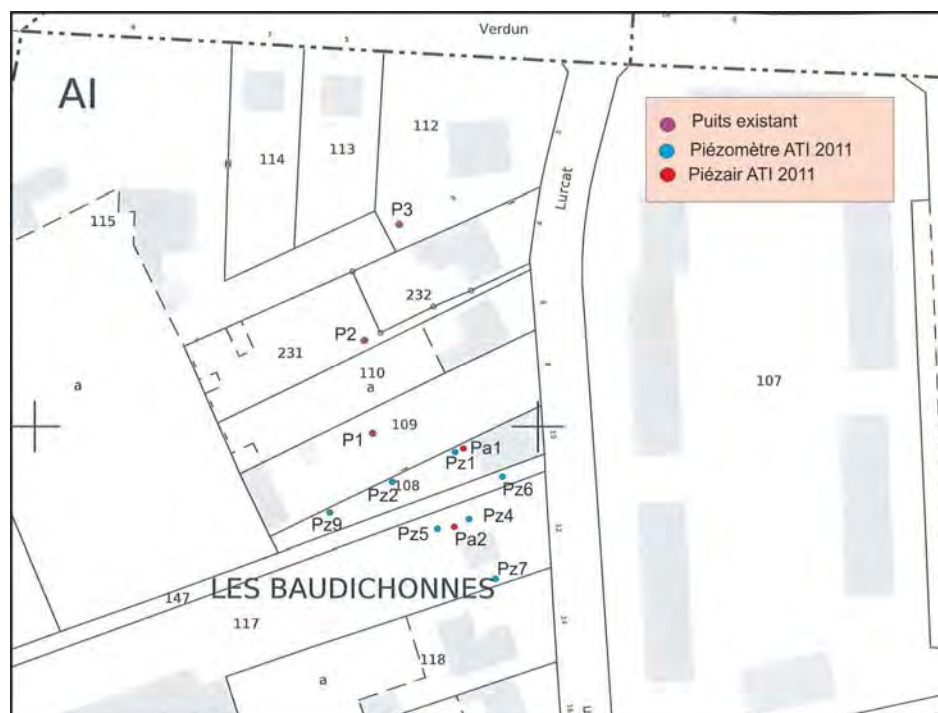 Verdun
AI
Puits existant
Piézomètre ATI 2011
Piézair ATI 2011
112
113
114
115
Lurcat
P3
232
P2
231
110
a
a
107
109
P1
Pa1
Pz1
Pz2
108
Pz6
Pz9
Pz4
Pz5
Pa2
Pz7
LES BAUDICHONNES
147
117
118
a